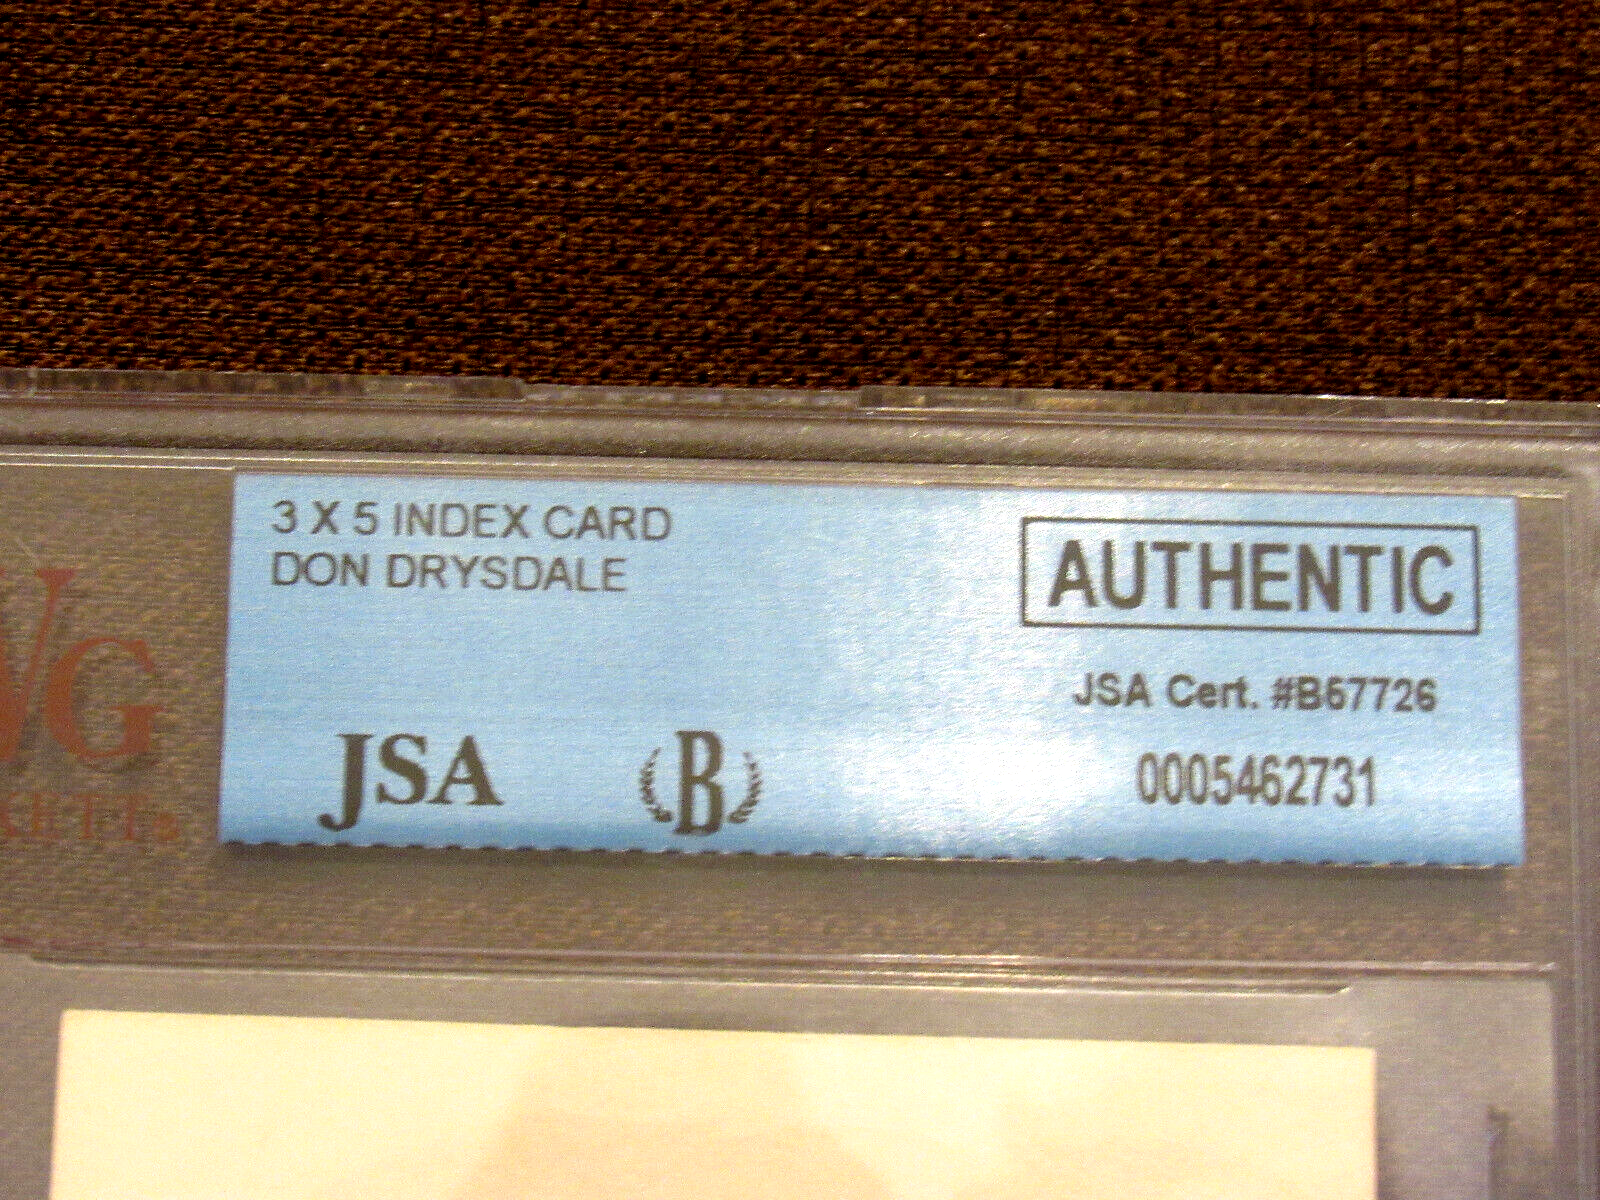 3 X 5 INDEX CARD
DON DRYSDALE
AUTHENTIC
JSA Cert. #B67726
JSA
B
0005462731